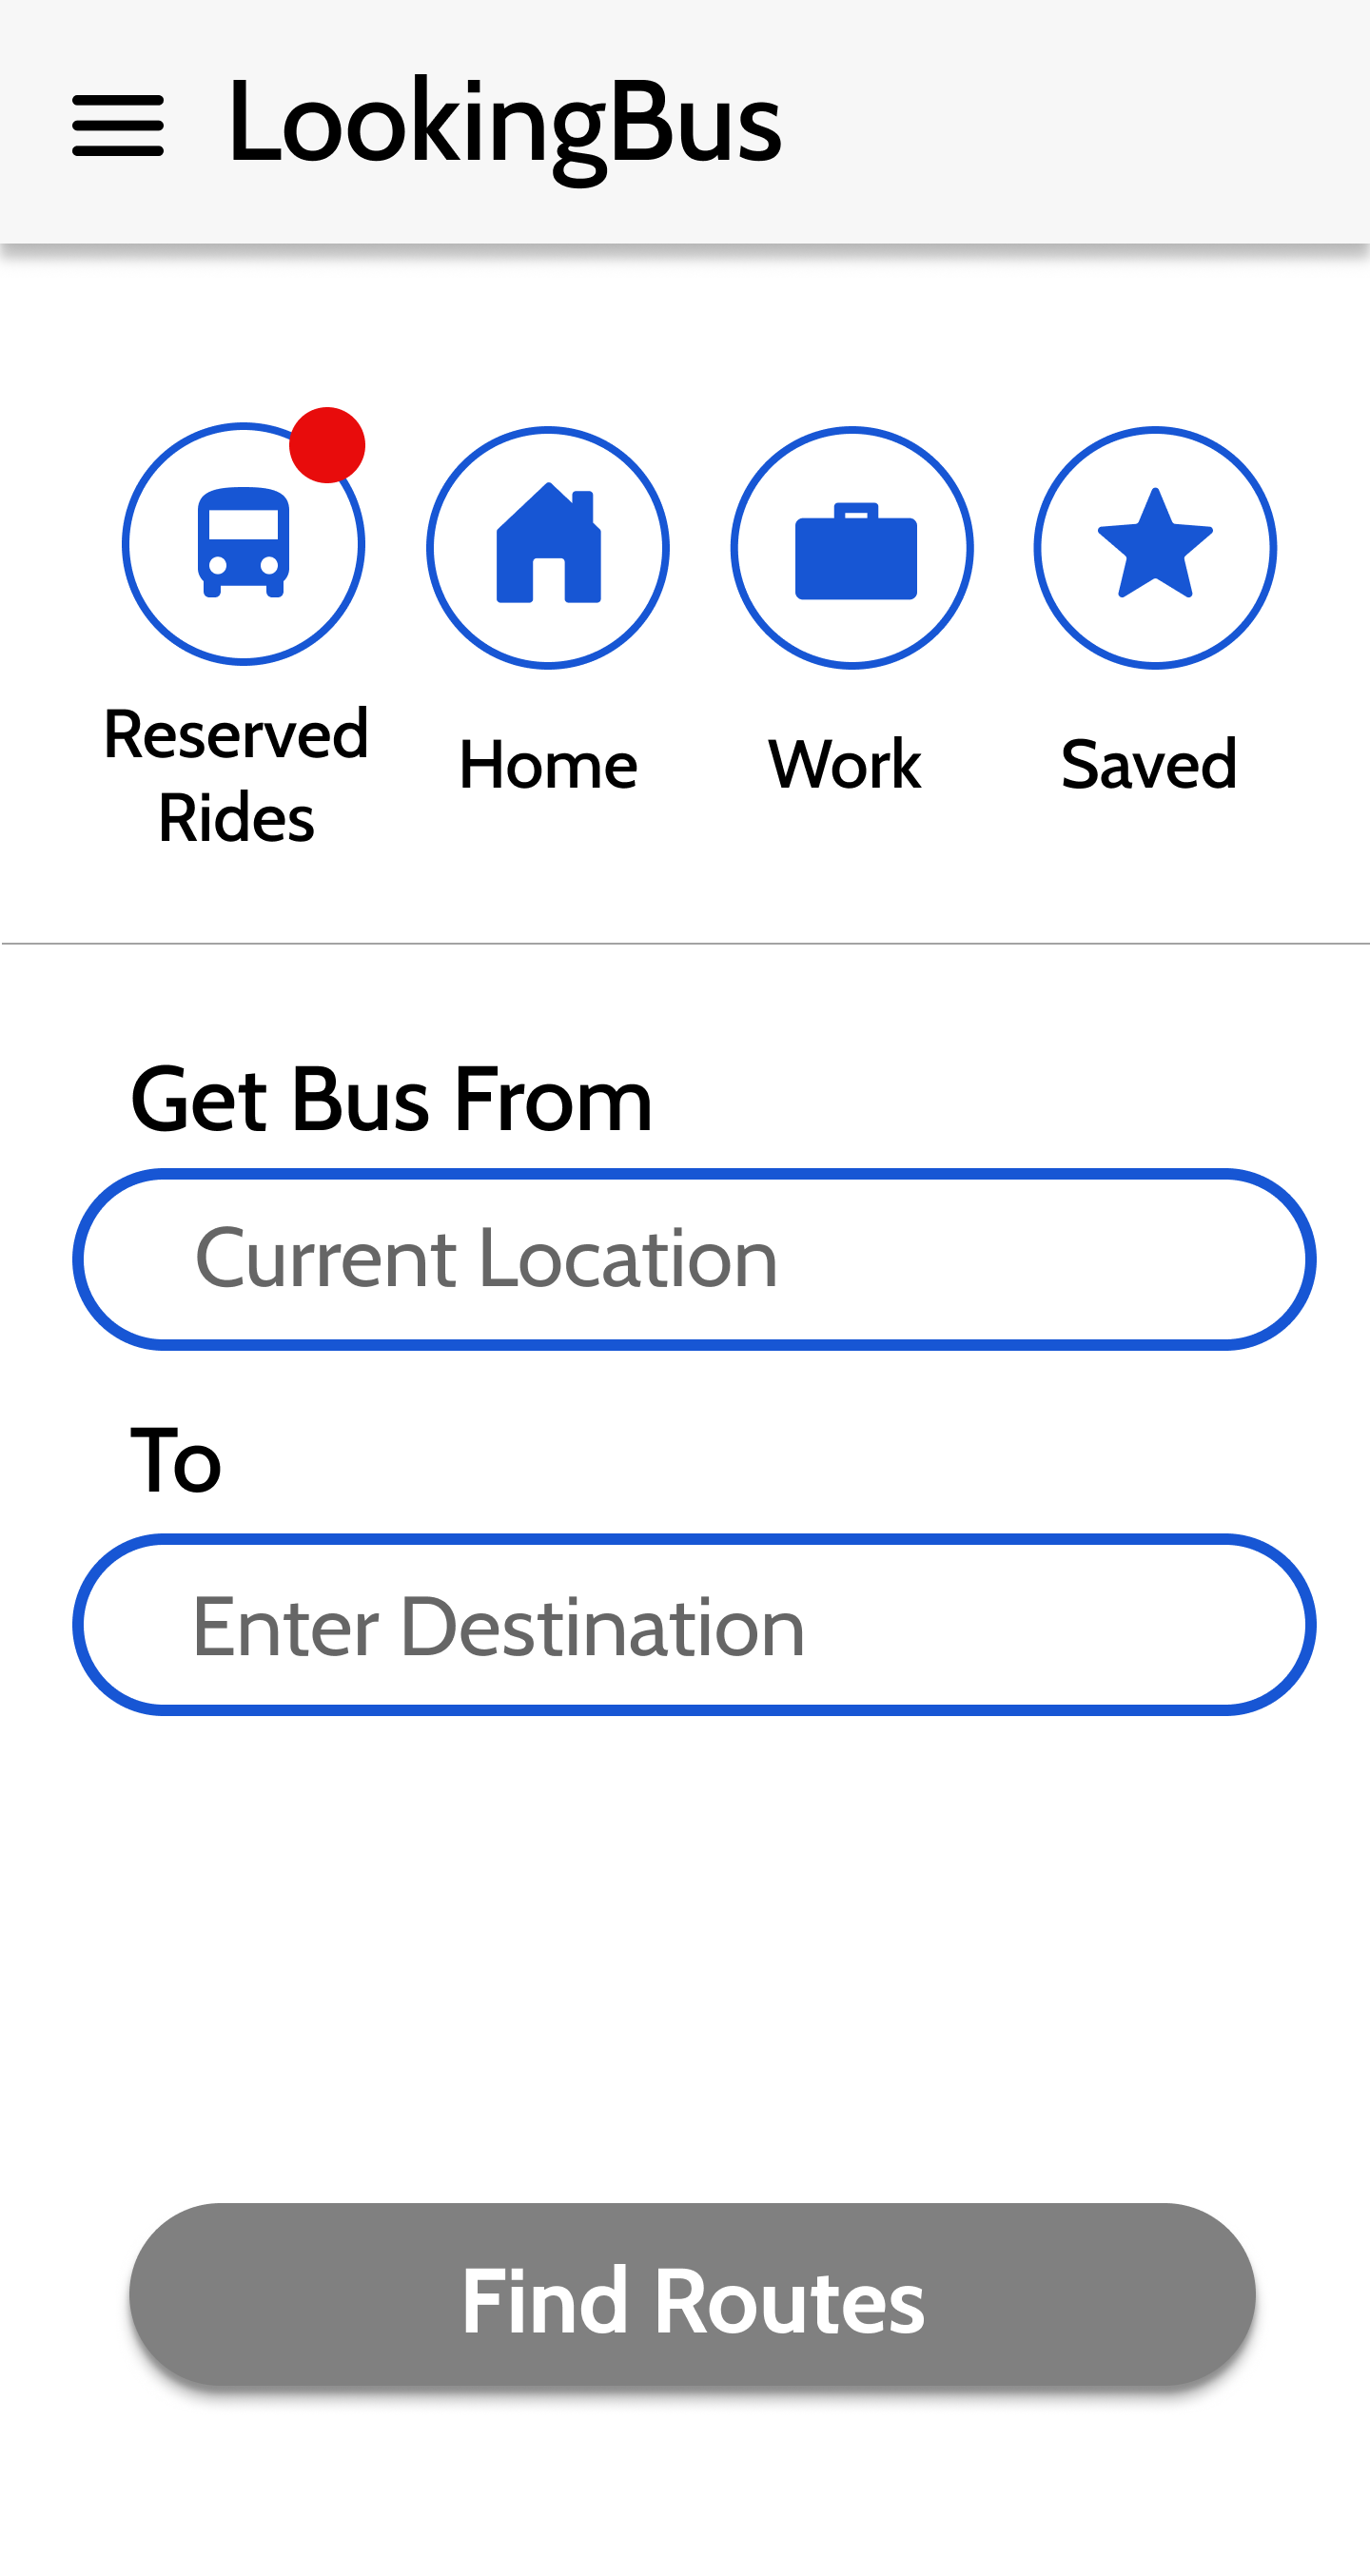 LookingBus
Reserved
Rides
Home
Work
Saved
Get Bus From
Current Location
To
Enter Destination
Find Routes